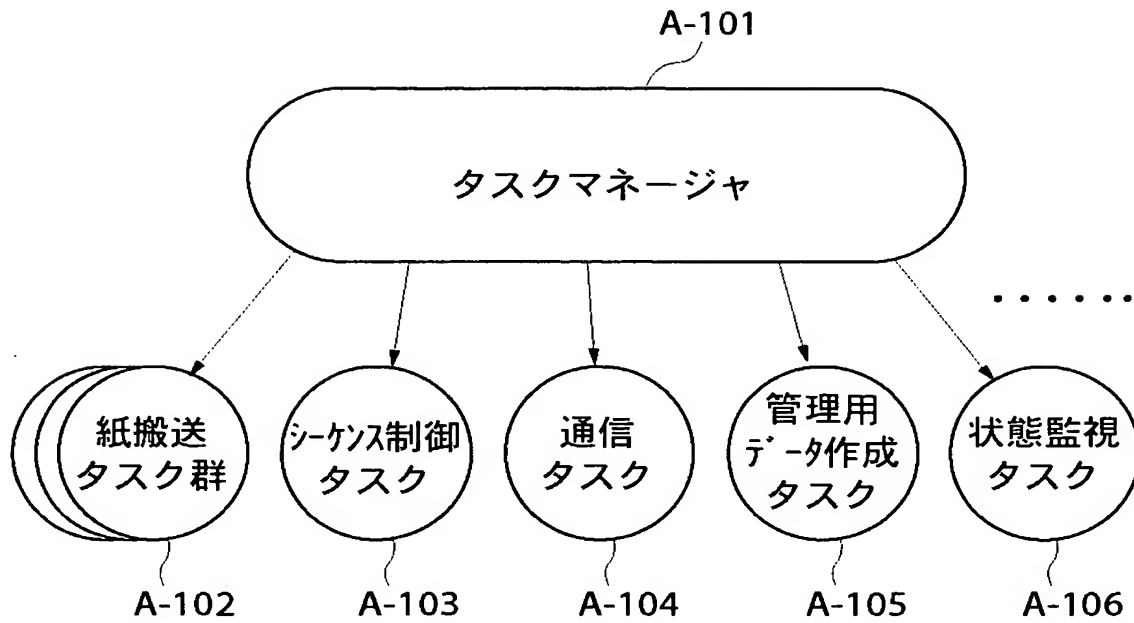 A-101
タスクマネージャ
・・・・・・
紙搬送
タスク群
シーケンス制御
タスク
通信
タスク
管理用
データ作成
タスク
状態監視
タスク
A-102
A-103
A-104
A-105
A-106